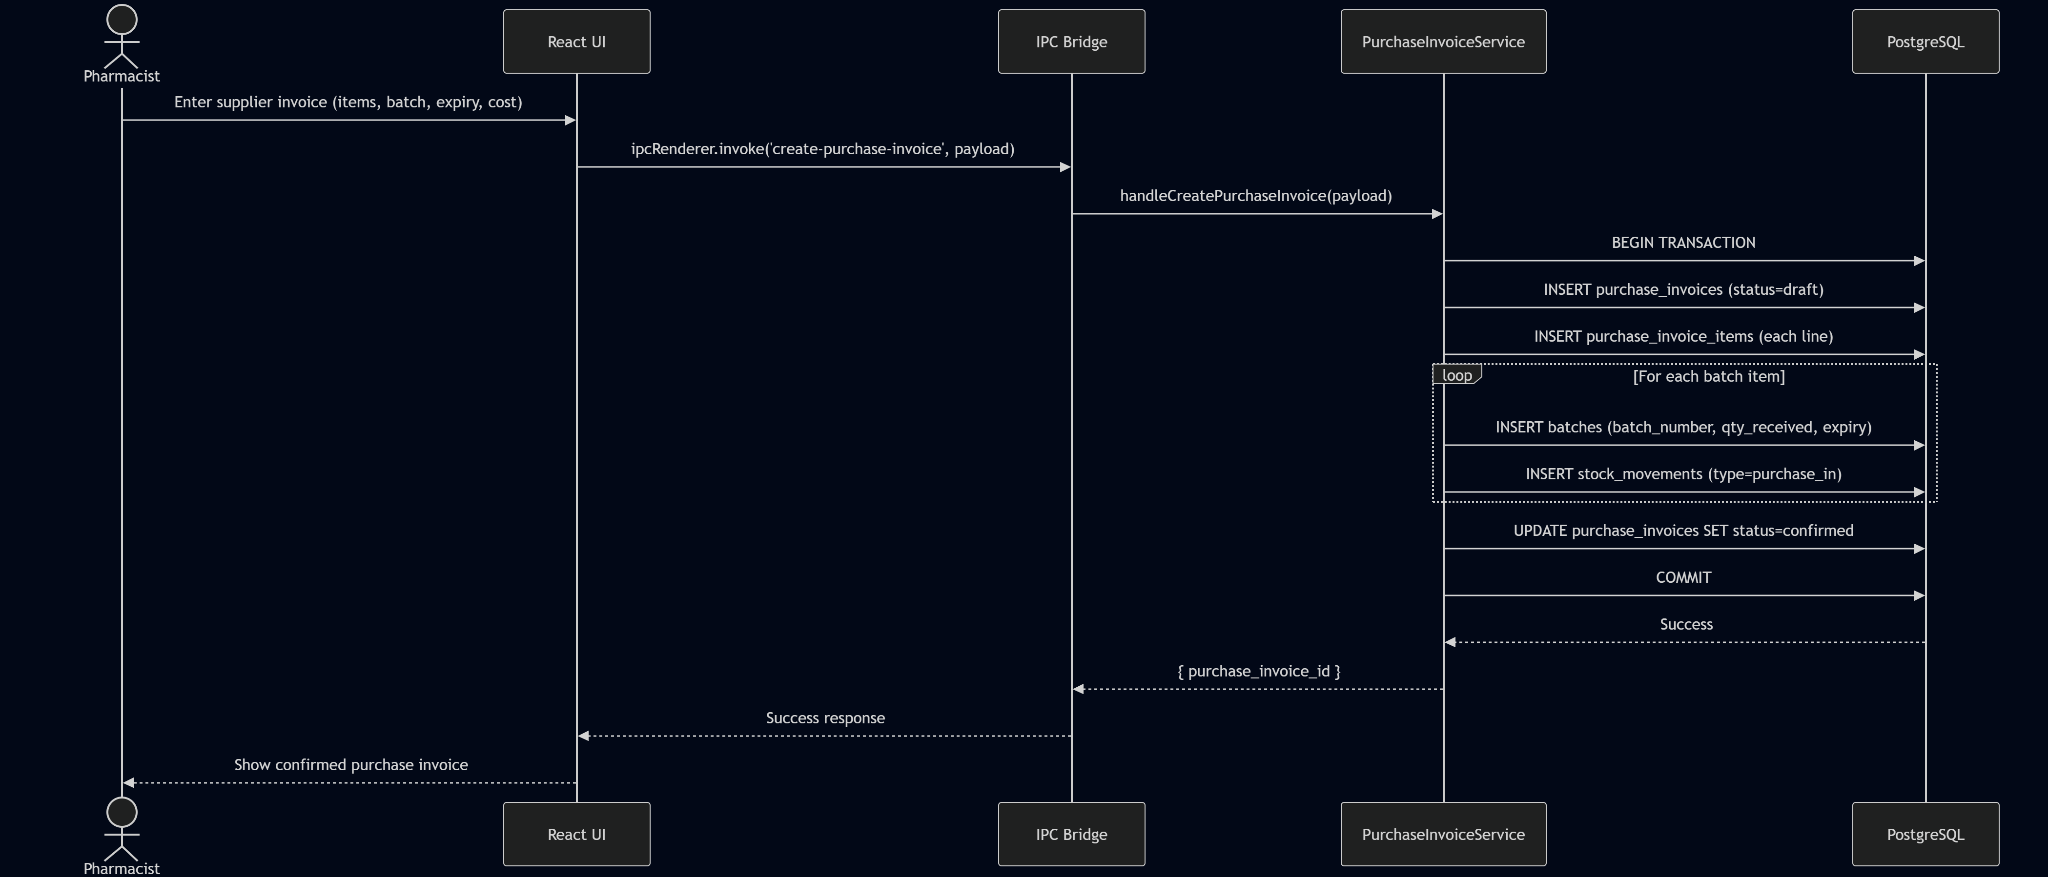 Pharmacist
React UI
IPC Bridge
PurchaseInvoiceService
PostgreSQL
Enter supplier invoice (items, batch, expiry, cost)
ipcRenderer.invoke('create-purchase-invoice', payload)
handleCreatePurchaseInvoice(payload)
BEGIN TRANSACTION
INSERT purchase_invoices (status=draft)
INSERT purchase_invoice_items (each line)
loop
[For each batch item]
INSERT batches (batch_number, qty_received, expiry)
INSERT stock_movements (type=purchase_in)
UPDATE purchase_invoices SET status=confirmed
COMMIT
Success
{ purchase_invoice_id }
Success response
Show confirmed purchase invoice
Pharmacist
React UI
IPC Bridge
PurchaseInvoiceService
PostgreSQL